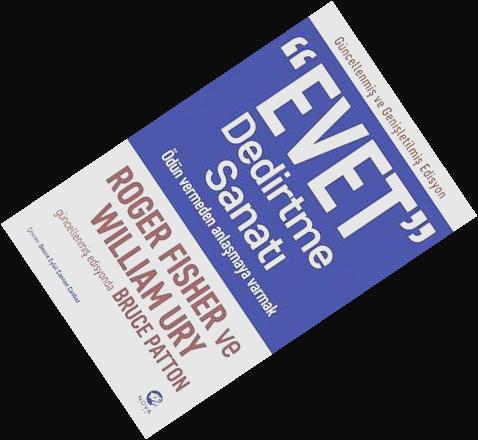 Güncellenmiş ve Genişletilmiş Edisyon
“EVET”
Dedirtme
Sanatı
Ödün vermeden anlaşmaya varmak
ROGER FISHER ve
WILLIAM URY
güncellenmiş edisyonda BRUCE PATTON
NOVA